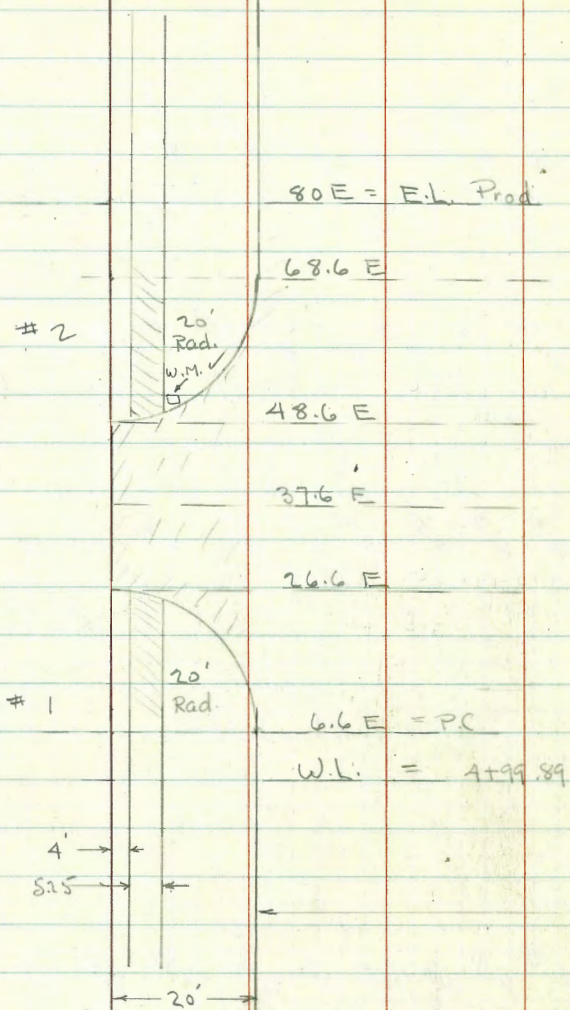 80 E = E.L. Prod
68.6 E
# 2
20'
Rad.
W.M.
48.6 E
37.6 E
26.6 E
# 1
20'
Rad.
6.6 E = P.C
W.L. = 4+99.89
4'
5.25
20'